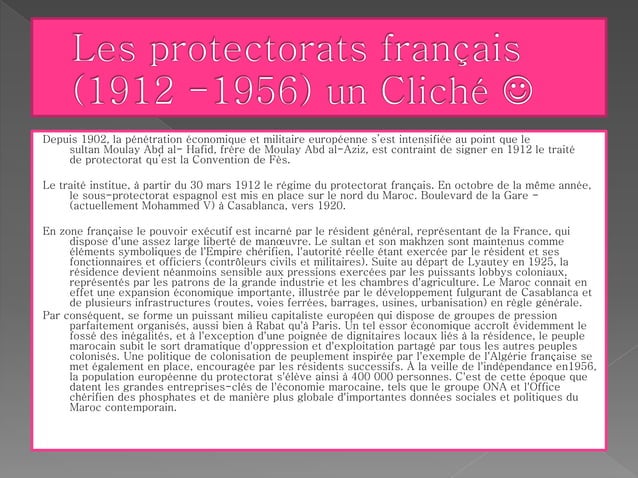 Les protectorats français
(1912 -1956) un Cliché ☺
Depuis 1902, la pénétration économique et militaire européenne s'est intensifiée au point que le
sultan Moulay Abd al- Hafid, frère de Moulay Abd al-Aziz, est contraint de signer en 1912 le traité
de protectorat qu'est la Convention de Fès.
Le traité institue, à partir du 30 mars 1912 le régime du protectorat français. En octobre de la même année,
le sous-protectorat espagnol est mis en place sur le nord du Maroc. Boulevard de la Gare -
(actuellement Mohammed V) à Casablanca, vers 1920.
En zone française le pouvoir exécutif est incarné par le résident général, représentant de la France, qui
dispose d'une assez large liberté de manœuvre. Le sultan et son makhzen sont maintenus comme
éléments symboliques de l'Empire chérifien, l'autorité réelle étant exercée par le résident et ses
fonctionnaires et officiers (contrôleurs civils et militaires). Suite au départ de Lyautey en 1925, la
résidence devient néanmoins sensible aux pressions exercées par les puissants lobbys coloniaux,
représentés par les patrons de la grande industrie et les chambres d'agriculture. Le Maroc connait en
effet une expansion économique importante, illustrée par le développement fulgurant de Casablanca et
de plusieurs infrastructures (routes, voies ferrées, barrages, usines, urbanisation) en règle générale.
Par conséquent, se forme un puissant milieu capitaliste européen qui dispose de groupes de pression
parfaitement organisés, aussi bien à Rabat qu'à Paris. Un tel essor économique accroît évidemment le
fossé des inégalités, et à l'exception d'une poignée de dignitaires locaux liés à la résidence, le peuple
marocain subit le sort dramatique d'oppression et d'exploitation partagé par tous les autres peuples
colonisés. Une politique de colonisation de peuplement inspirée par l'exemple de l'Algérie française se
met également en place, encouragée par les résidents successifs. À la veille de l'indépendance en1956,
la population européenne du protectorat s'élève ainsi à 400 000 personnes. C'est de cette époque que
datent les grandes entreprises-clés de l'économie marocaine, tels que le groupe ONA et l'Office
chérifien des phosphates et de manière plus globale d'importantes données sociales et politiques du
Maroc contemporain.